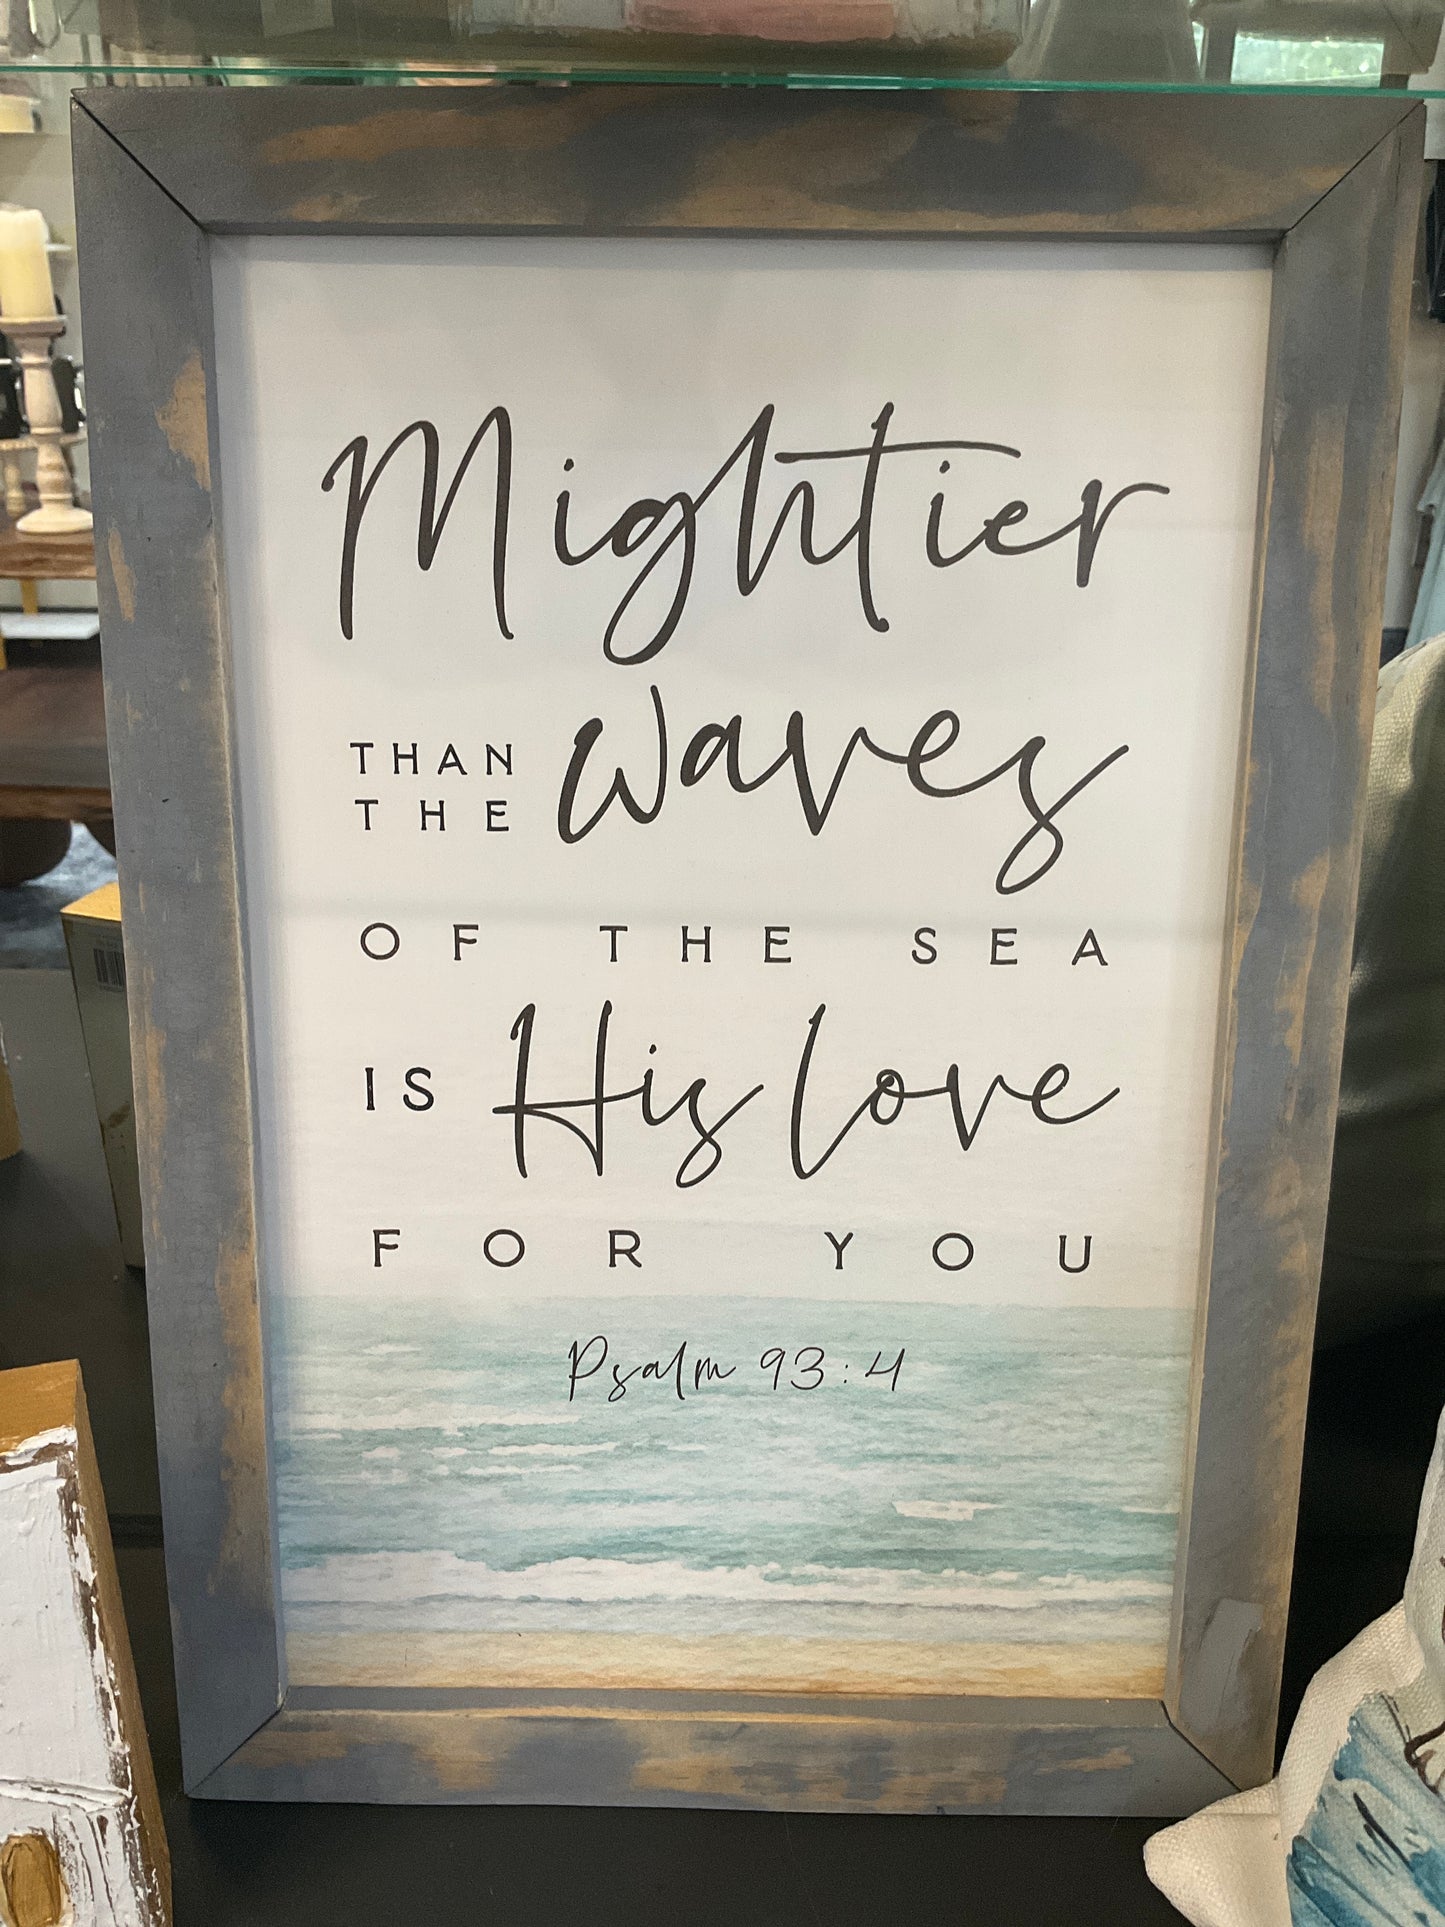 Mightier
THAN
THE waves
OF THE SEA
IS His love
FOR YOU
Psalm 93:4